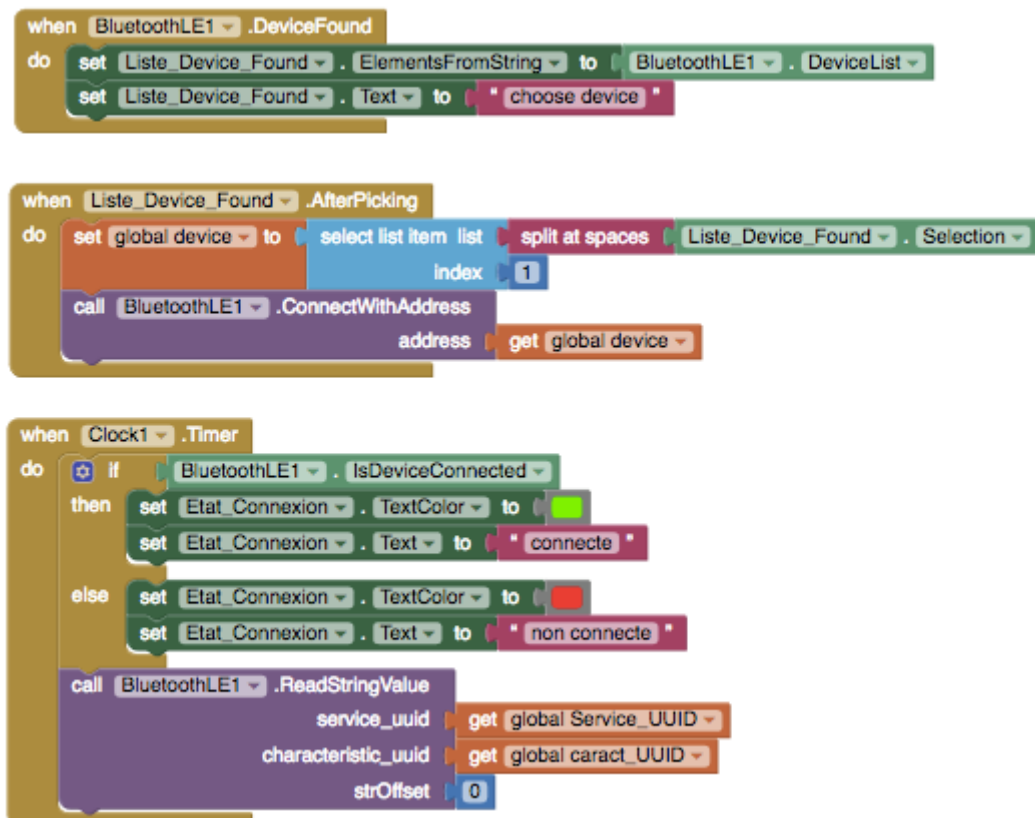 when BluetoothLE1 .DeviceFound
do set Liste_Device_Found . ElementsFromString to BluetoothLE1 . DeviceList
set Liste_Device_Found . Text to " choose device "
when Liste_Device_Found .AfterPicking
do set global device to select list item list split at spaces Liste_Device_Found . Selection
index 1
call BluetoothLE1 .ConnectWithAddress
address get global device
when Clock1 .Timer
do if BluetoothLE1 . IsDeviceConnected
then set Etat_Connexion . TextColor to
set Etat_Connexion . Text to " connecte "
else set Etat_Connexion . TextColor to
set Etat_Connexion . Text to " non connecte "
call BluetoothLE1 .ReadStringValue
service_uuid get global Service_UUID
characteristic_uuid get global caract_UUID
strOffset 0